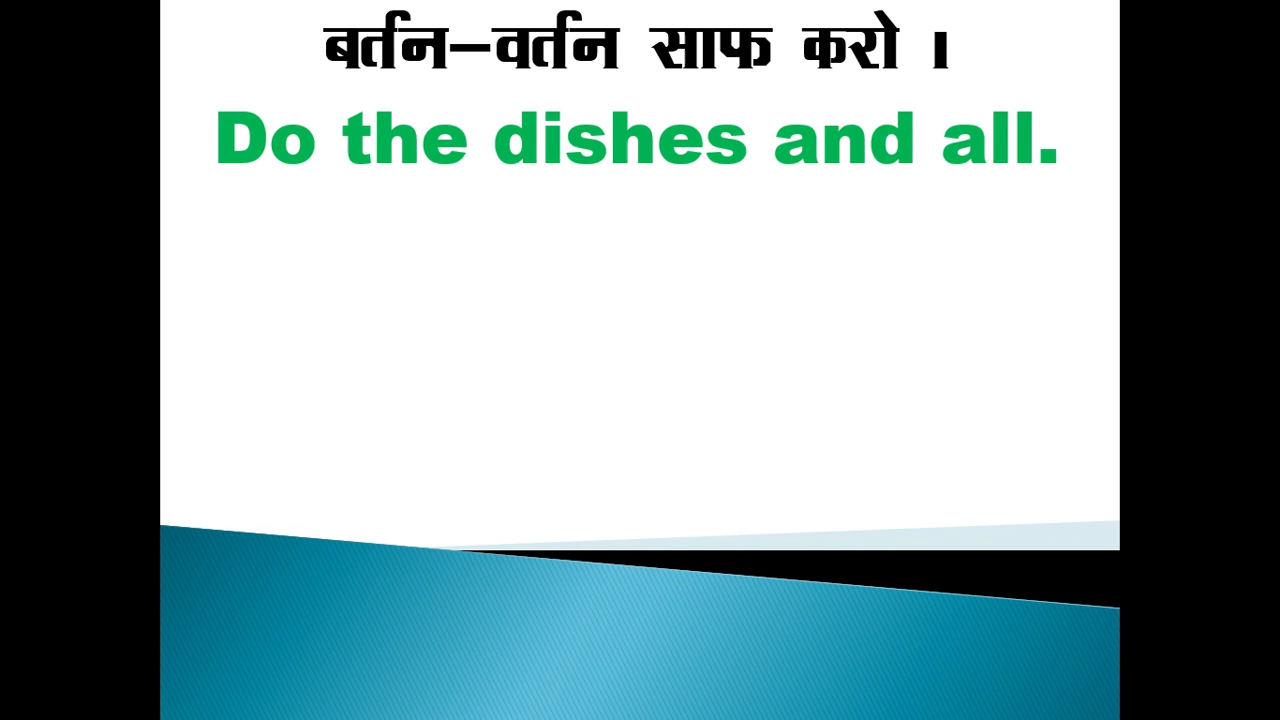 बर्तन-वर्तन साफ करो ।
Do the dishes and all.